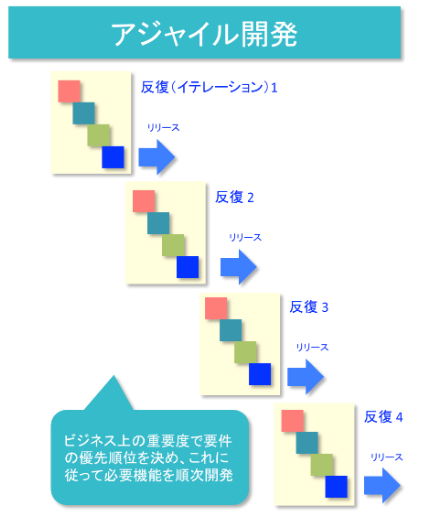 アジャイル開発
反復(イテレーション)1
リリース
反復 2
リリース
反復 3
リリース
反復 4
リリース
ビジネス上の重要度で要件
の優先順位を決め、これに
従って必要機能を順次開発